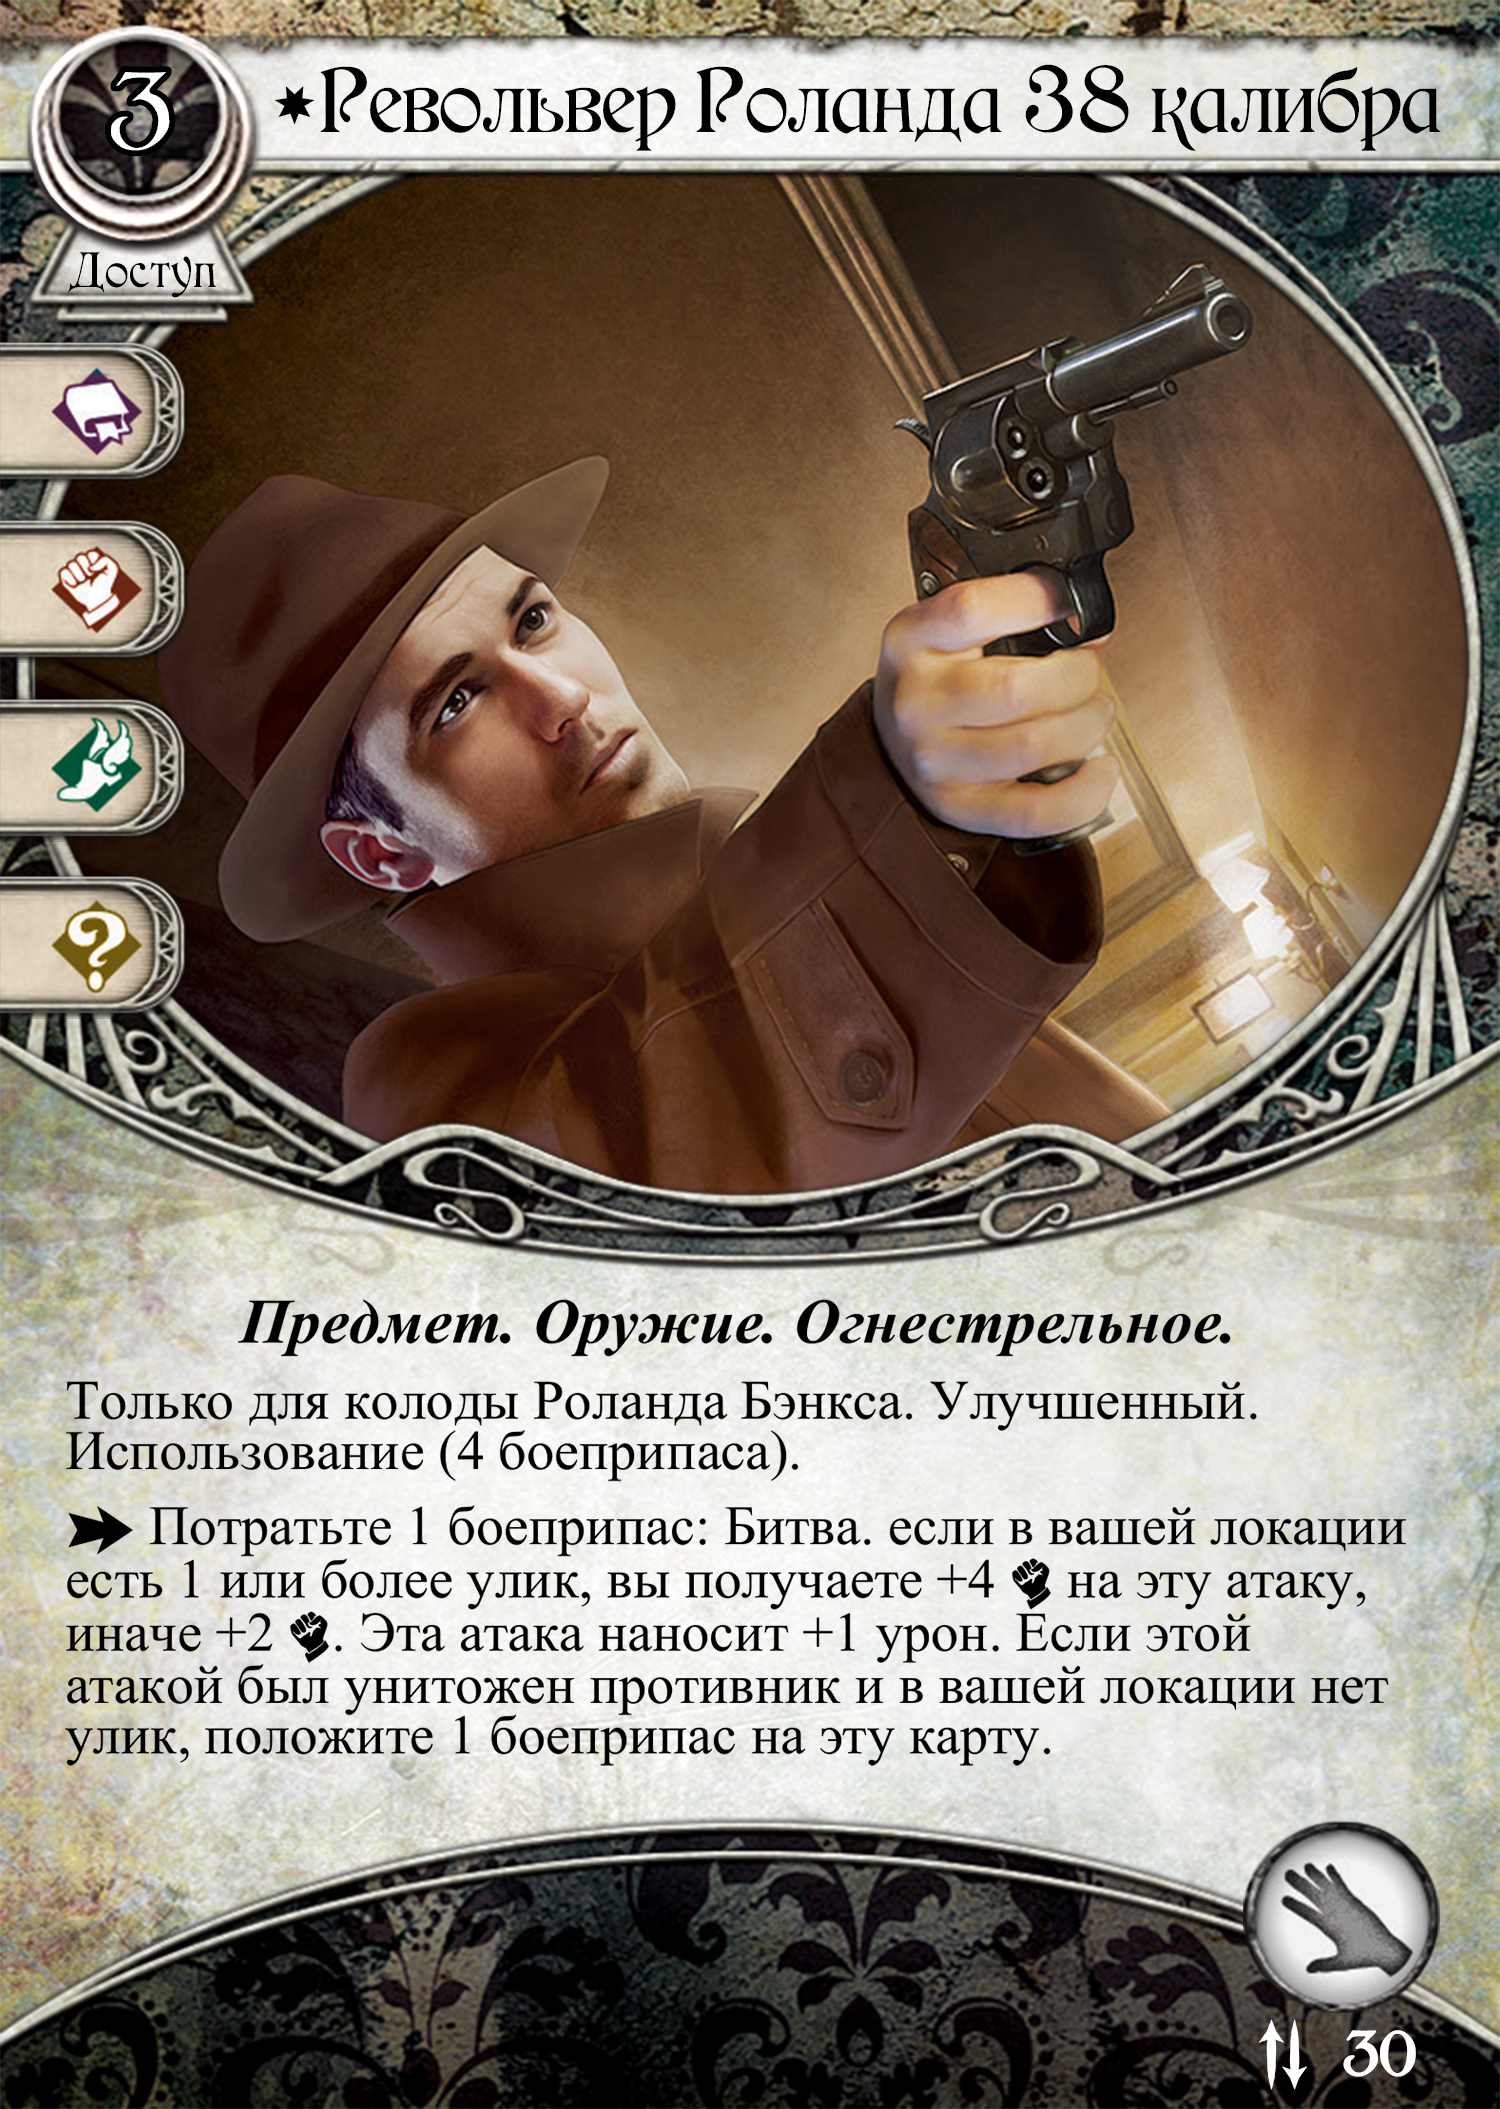 3
✶Револьвер Роланда 38 калибра
Доступ
Предмет. Оружие. Огнестрельное.
Только для колоды Роланда Бэнкса. Улучшенный.
Использование (4 боеприпаса).
Потратьте 1 боеприпас: Битва. если в вашей локации
есть 1 или более улик, вы получаете +4 на эту атаку,
иначе +2 . Эта атака наносит +1 урон. Если этой
атакой был унитожен противник и в вашей локации нет
улик, положите 1 боеприпас на эту карту.
30